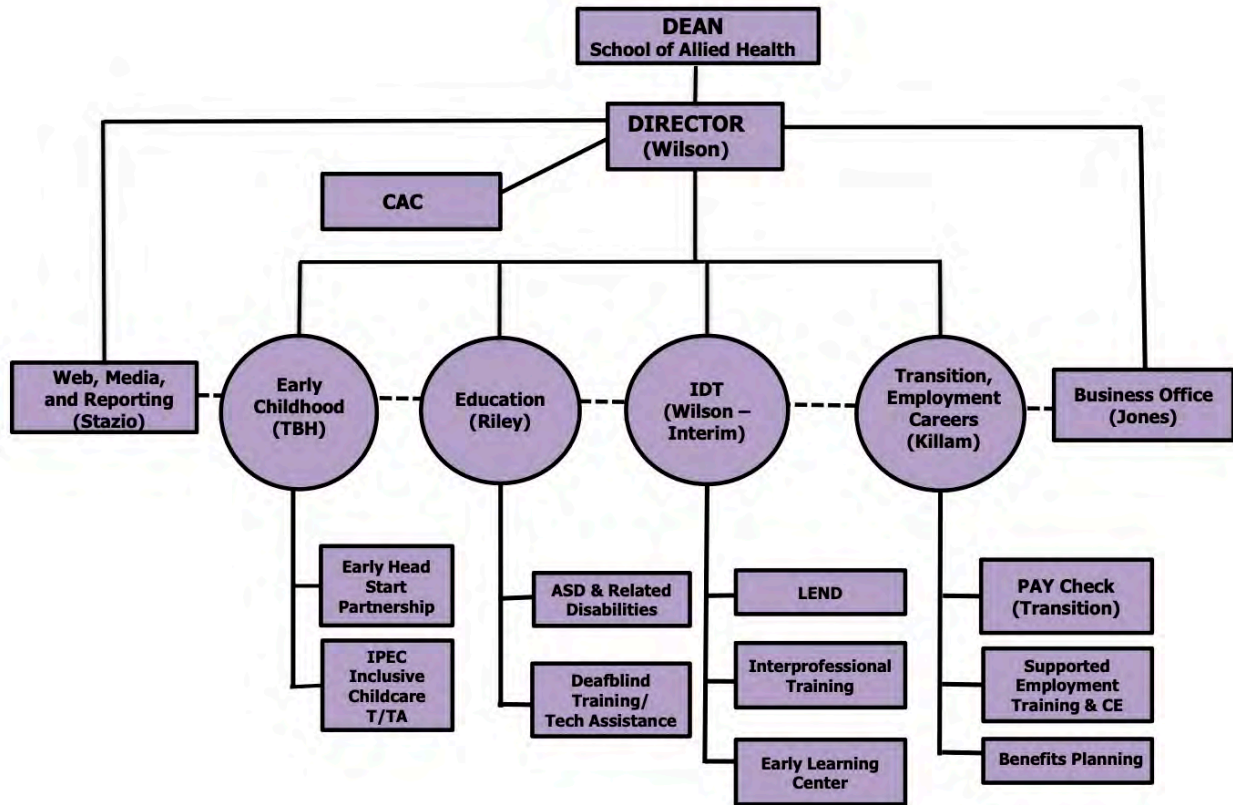 DEAN
School of Allied Health
DIRECTOR
(Wilson)
CAC
Web, Media,
and Reporting
(Stazio)
Early
Childhood
(TBH)
Education
(Riley)
IDT
(Wilson –
Interim)
Transition,
Employment
Careers
(Killam)
Business Office
(Jones)
Early Head
Start
Partnership
IPEC
Inclusive
Childcare
T/TA
ASD & Related
Disabilities
Deafblind
Training/
Tech Assistance
LEND
Interprofessional
Training
Early Learning
Center
PAY Check
(Transition)
Supported
Employment
Training & CE
Benefits Planning